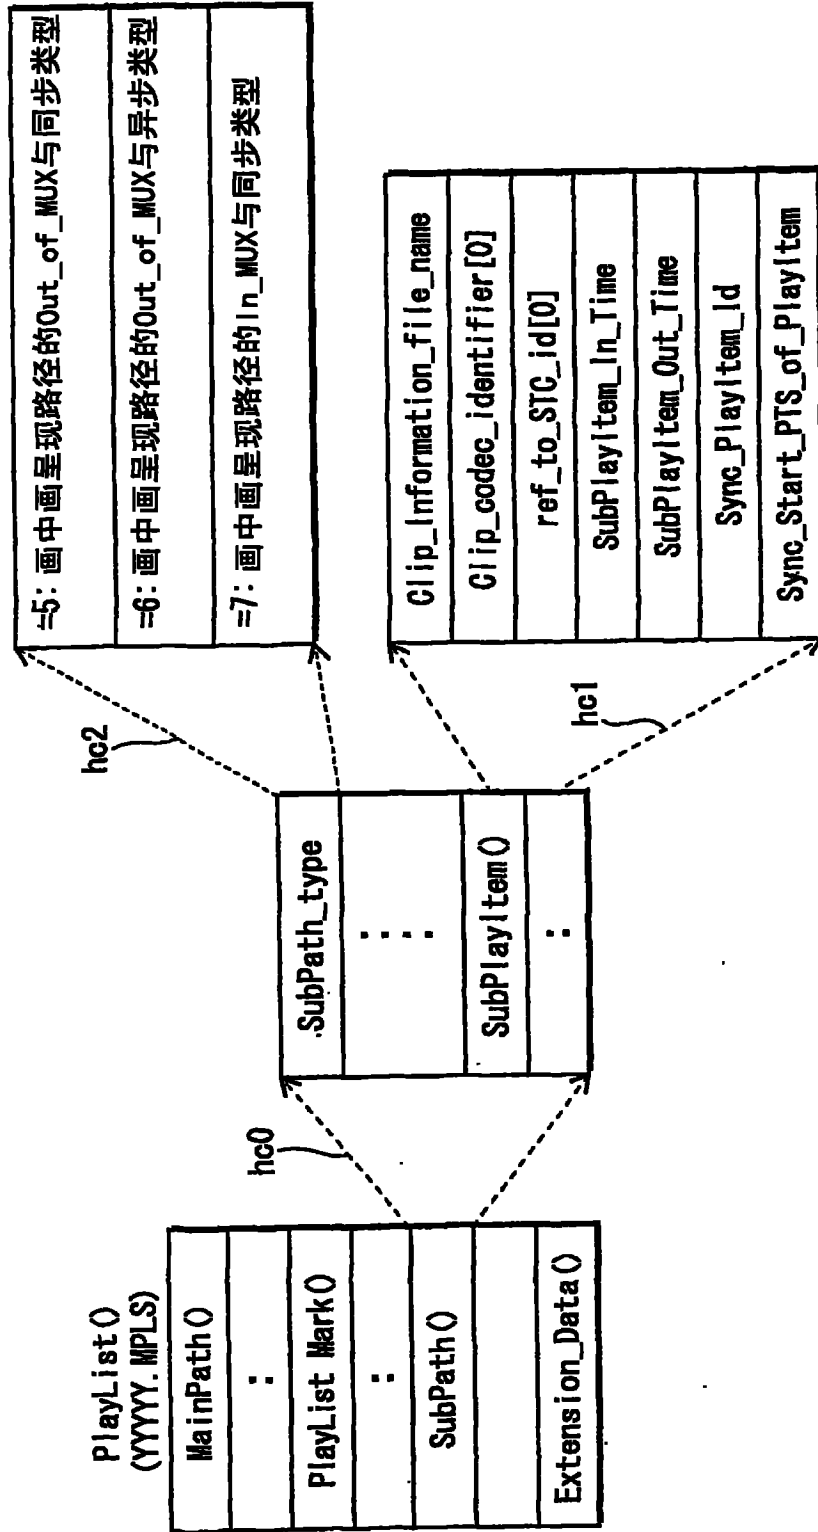 PlayList()
(YYYYY.MPLS)
MainPath()
:
PlayList Mark()
:
SubPath()
Extension_Data()
hc0
.SubPath_type
....
SubPlayItem()
:
hc2
=5: 画中画呈现路径的Out_of_MUX与同步类型
=6: 画中画呈现路径的Out_of_MUX与异步类型
=7: 画中画呈现路径的In_MUX与同步类型
hc1
Clip_Information_file_name
Clip_codec_identifier[0]
ref_to_STC_id[0]
SubPlayItem_In_Time
SubPlayItem_Out_Time
Sync_PlayItem_Id
Sync_Start_PTS_of_PlayItem